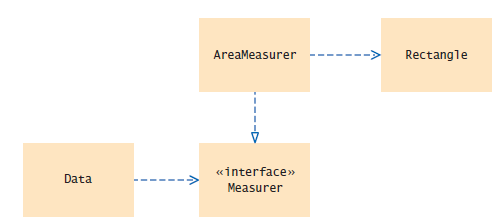 AreaMeasurer
Rectangle
Data
«interface»
Measurer